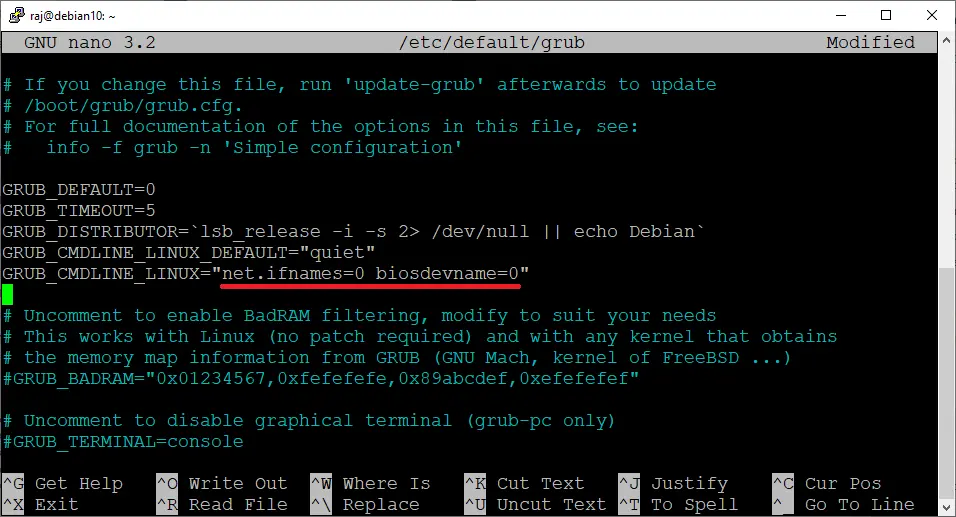 raj@debian10: ~
GNU nano 3.2 /etc/default/grub Modified
# If you change this file, run 'update-grub' afterwards to update
# /boot/grub/grub.cfg.
# For full documentation of the options in this file, see:
#   info -f grub -n 'Simple configuration'
GRUB_DEFAULT=0
GRUB_TIMEOUT=5
GRUB_DISTRIBUTOR=`lsb_release -i -s 2> /dev/null || echo Debian`
GRUB_CMDLINE_LINUX_DEFAULT="quiet"
GRUB_CMDLINE_LINUX="net.ifnames=0 biosdevname=0"
# Uncomment to enable BadRAM filtering, modify to suit your needs
# This works with Linux (no patch required) and with any kernel that obtains
# the memory map information from GRUB (GNU Mach, kernel of FreeBSD ...)
#GRUB_BADRAM="0x01234567,0xfefefefe,0x89abcdef,0xefefefef"
# Uncomment to disable graphical terminal (grub-pc only)
#GRUB_TERMINAL=console
^G Get Help ^O Write Out ^W Where Is ^K Cut Text ^J Justify ^C Cur Pos
^X Exit ^R Read File ^\ Replace ^U Uncut Text ^T To Spell ^_ Go To Line